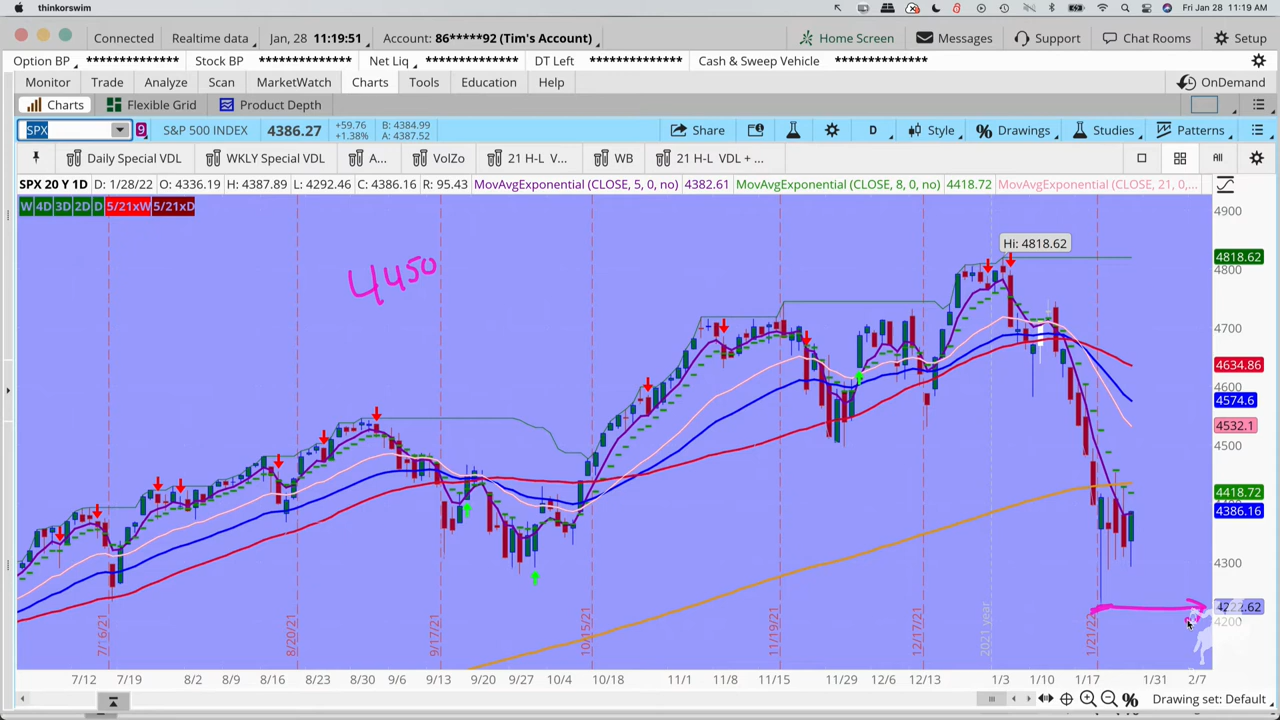 thinkorswim Fri Jan 28 11:19 AM
Connected Realtime data Jan, 28 11:19:51 Account: 86*****92 (Tim's Account) Home Screen Messages Support Chat Rooms Setup
Option BP ************** Stock BP ************** Net Liq ************** DT Left ************** Cash & Sweep Vehicle **************
Monitor Trade Analyze Scan MarketWatch Charts Tools Education Help OnDemand
Charts Flexible Grid Product Depth
SPX 9 S&P 500 INDEX 4386.27 +59.76 +1.38% B: 4384.99 A: 4387.52 Share D Style Drawings Studies Patterns
Daily Special VDL WKLY Special VDL A... VolZo 21 H-L V... WB 21 H-L VDL + ... All
SPX 20 Y 1D D: 1/28/22 O: 4336.19 H: 4387.89 L: 4292.46 C: 4386.16 R: 95.43 MovAvgExponential (CLOSE, 5, 0, no) 4382.61 MovAvgExponential (CLOSE, 8, 0, no) 4418.72 MovAvgExponential (CLOSE, 21, 0,...
W 4D 3D 2D D 5/21xW 5/21xD
4900
Hi: 4818.62
4818.62
4450
4800
4700
4634.86
4600
4574.6
4532.1
4500
4418.72
4386.16
4300
4222.62
4200
7/16/21 8/20/21 9/17/21 10/15/21 11/19/21 12/17/21 2021 year 1/21/22
7/12 7/19 8/2 8/9 8/16 8/23 8/30 9/6 9/13 9/20 9/27 10/4 10/18 11/1 11/8 11/15 11/29 12/6 12/13 1/3 1/10 1/17 1/31 2/7
Drawing set: Default